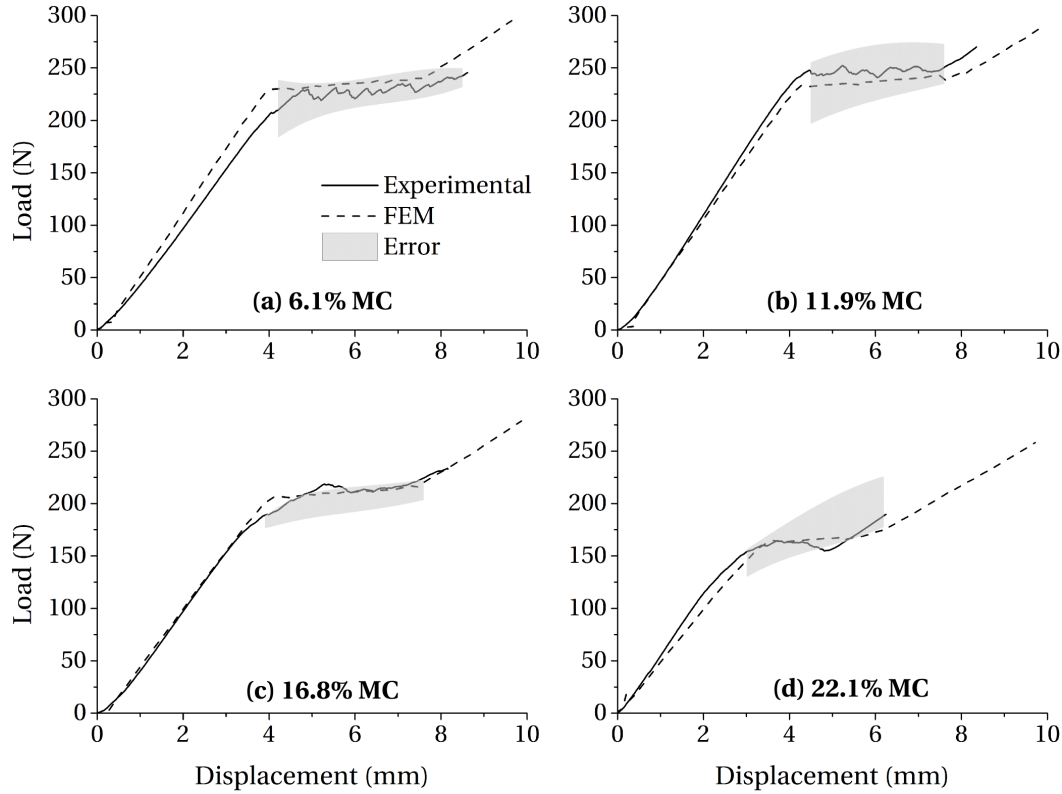 300
250
200
150
100
50
0
Load (N)
Experimental
FEM
Error
(a) 6.1% MC
0 2 4 6 8 10
300
250
200
150
100
50
0
(b) 11.9% MC
0 2 4 6 8 10
300
250
200
150
100
50
0
Load (N)
(c) 16.8% MC
0 2 4 6 8 10
Displacement (mm)
300
250
200
150
100
50
0
(d) 22.1% MC
0 2 4 6 8 10
Displacement (mm)